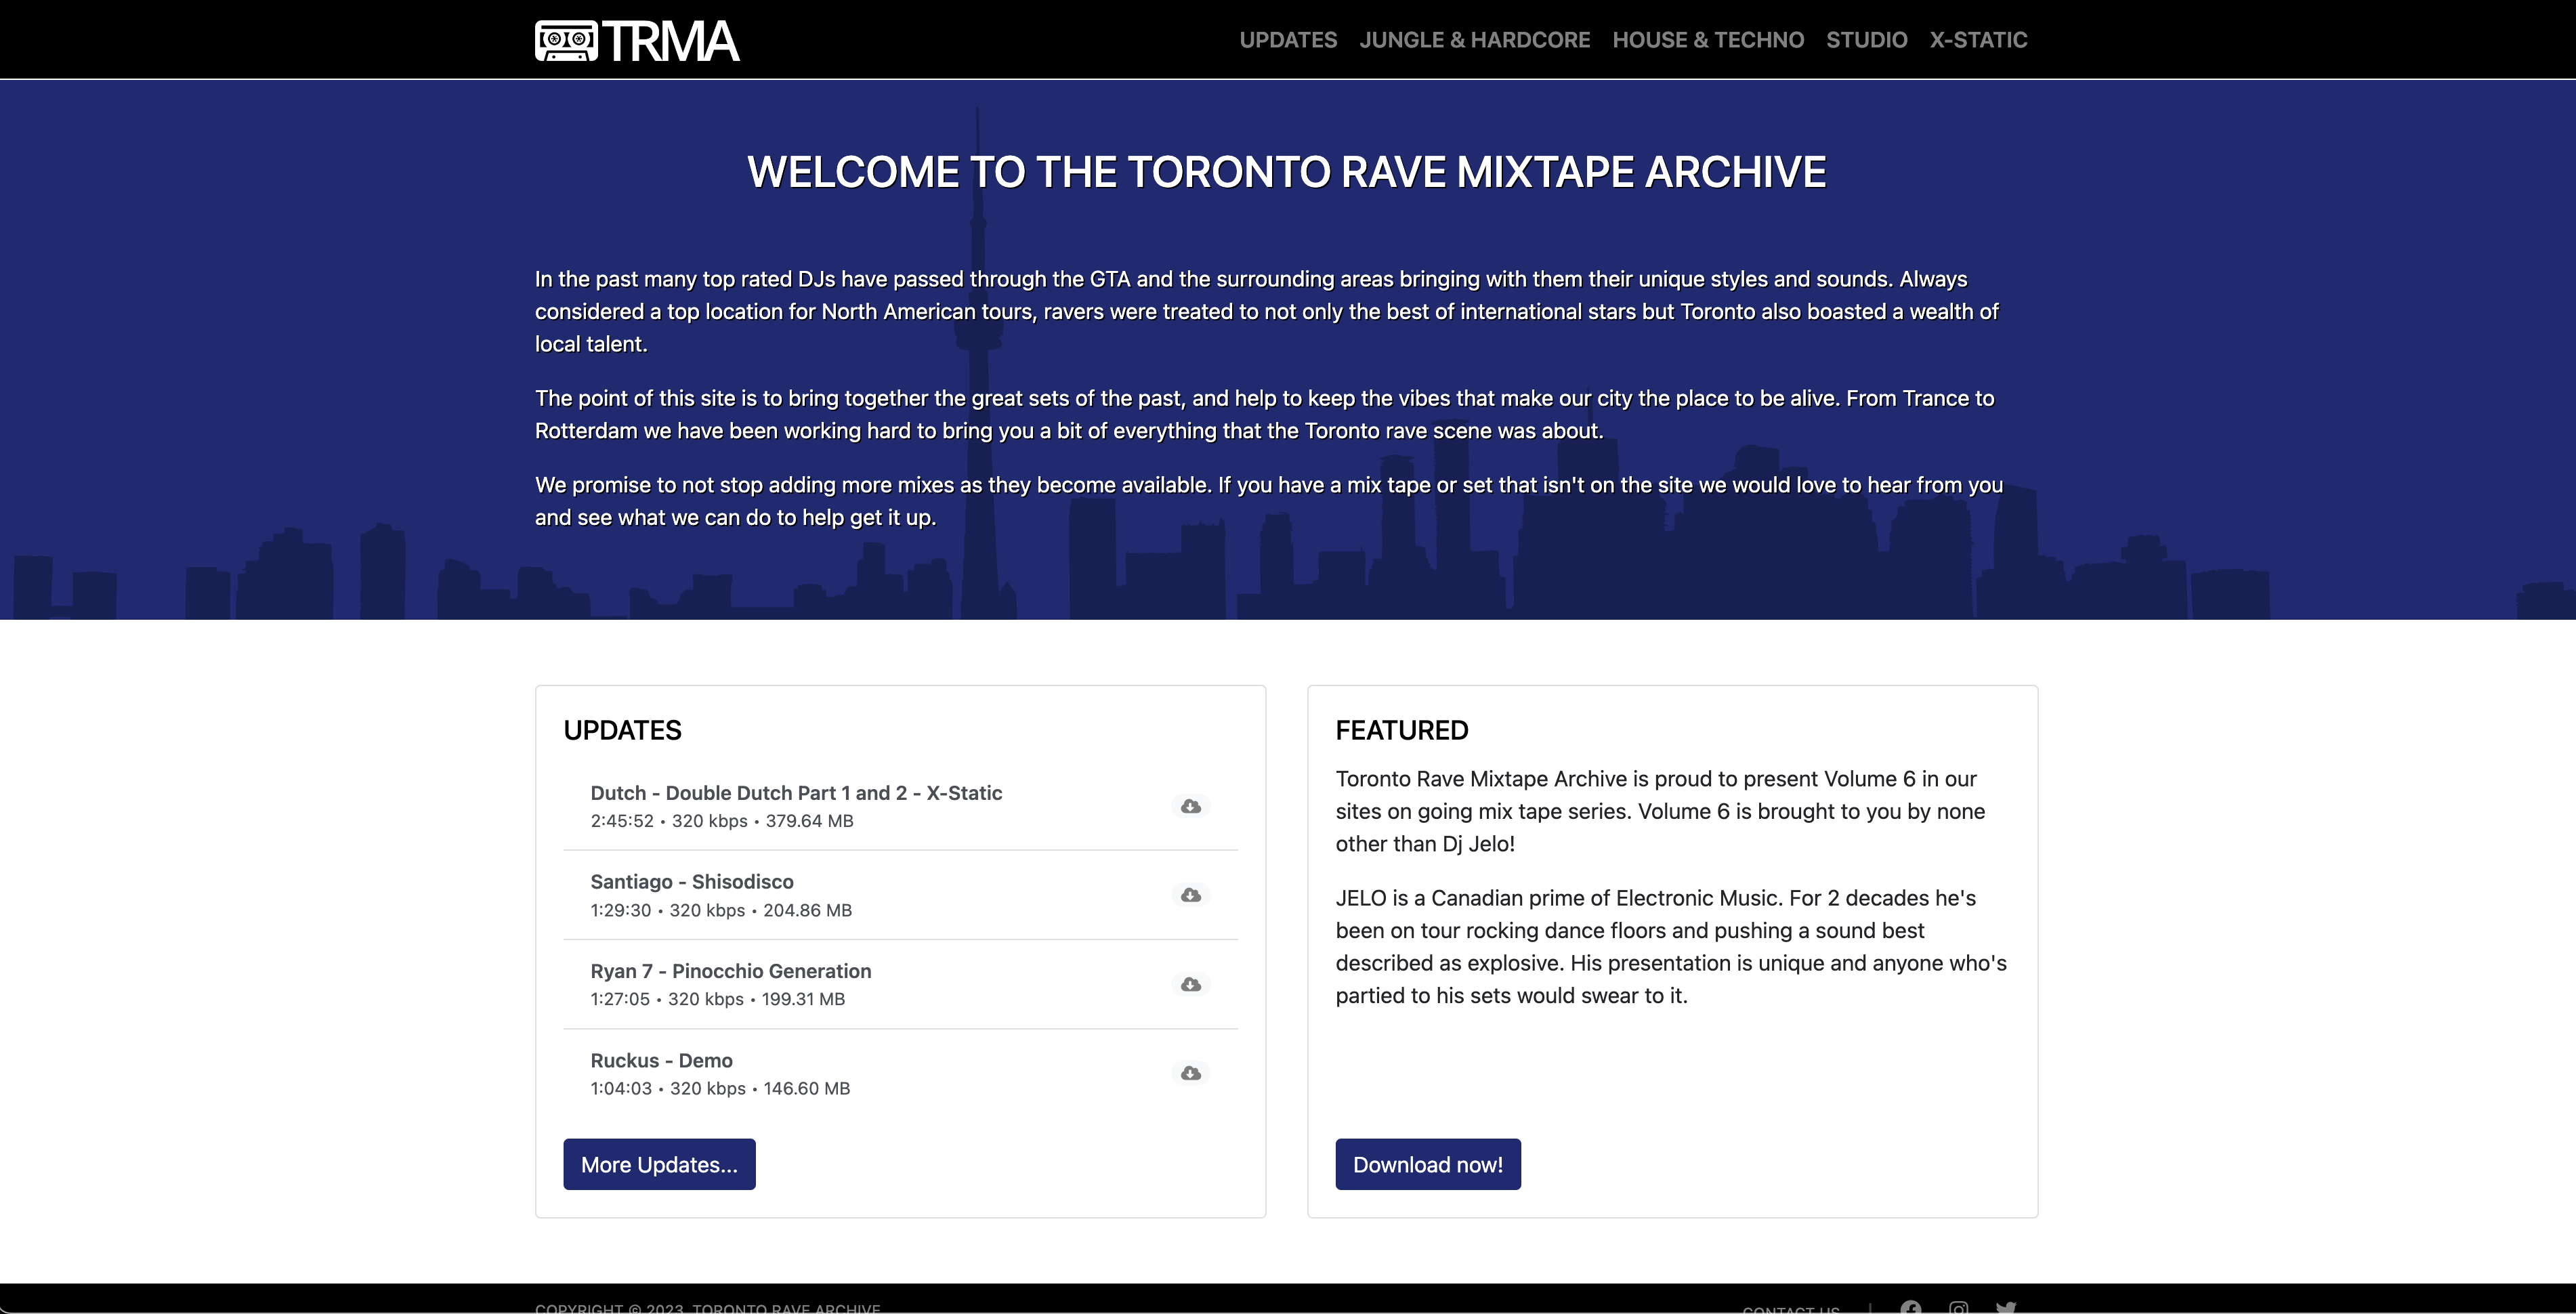 TRMA
UPDATES JUNGLE & HARDCORE HOUSE & TECHNO STUDIO X-STATIC
WELCOME TO THE TORONTO RAVE MIXTAPE ARCHIVE
In the past many top rated DJs have passed through the GTA and the surrounding areas bringing with them their unique styles and sounds. Always
considered a top location for North American tours, ravers were treated to not only the best of international stars but Toronto also boasted a wealth of
local talent.
The point of this site is to bring together the great sets of the past, and help to keep the vibes that make our city the place to be alive. From Trance to
Rotterdam we have been working hard to bring you a bit of everything that the Toronto rave scene was about.
We promise to not stop adding more mixes as they become available. If you have a mix tape or set that isn't on the site we would love to hear from you
and see what we can do to help get it up.
UPDATES
Dutch - Double Dutch Part 1 and 2 - X-Static
2:45:52 • 320 kbps • 379.64 MB
Santiago - Shisodisco
1:29:30 • 320 kbps • 204.86 MB
Ryan 7 - Pinocchio Generation
1:27:05 • 320 kbps • 199.31 MB
Ruckus - Demo
1:04:03 • 320 kbps • 146.60 MB
More Updates...
FEATURED
Toronto Rave Mixtape Archive is proud to present Volume 6 in our
sites on going mix tape series. Volume 6 is brought to you by none
other than Dj Jelo!
JELO is a Canadian prime of Electronic Music. For 2 decades he's
been on tour rocking dance floors and pushing a sound best
described as explosive. His presentation is unique and anyone who's
partied to his sets would swear to it.
Download now!
COPYRIGHT © 2023, TORONTO RAVE ARCHIVE
CONTACT US |